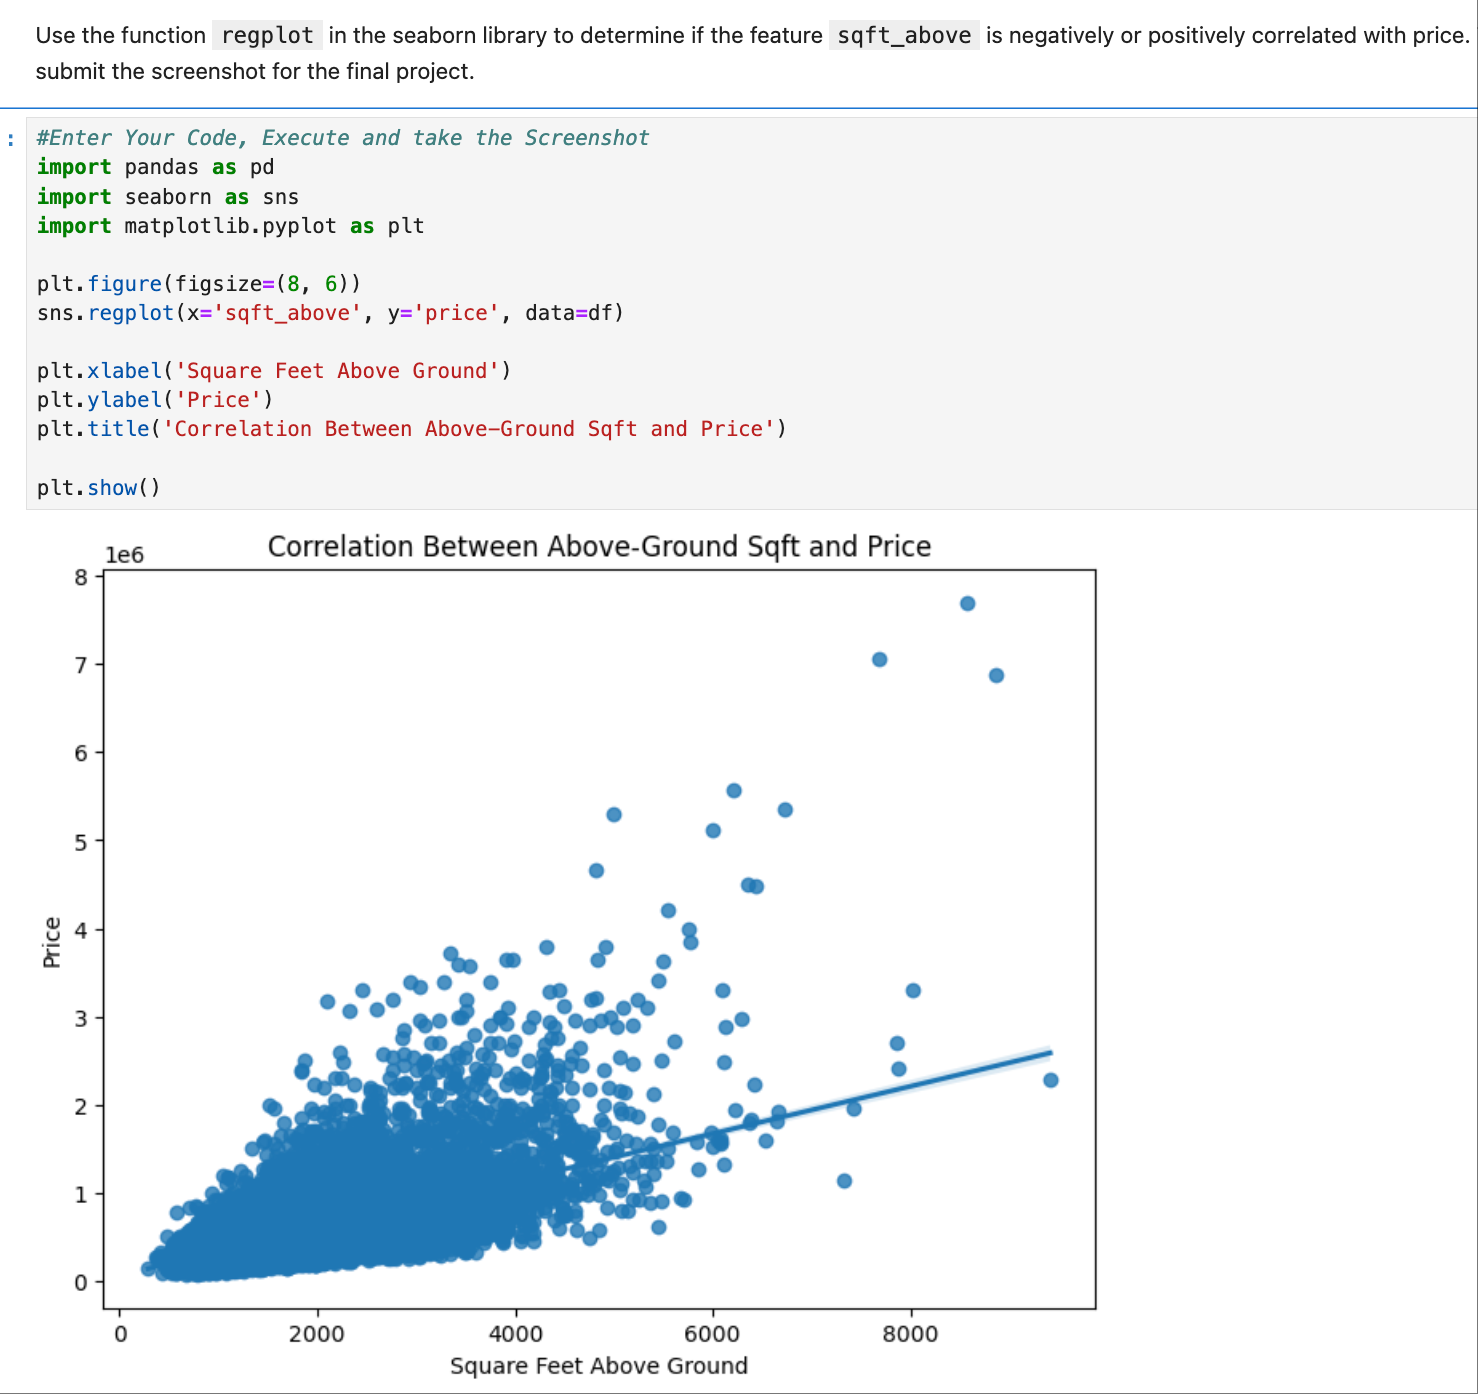 Use the function regplot in the seaborn library to determine if the feature sqft_above is negatively or positively correlated with price.
submit the screenshot for the final project.
:
#Enter Your Code, Execute and take the Screenshot
import pandas as pd
import seaborn as sns
import matplotlib.pyplot as plt
plt.figure(figsize=(8, 6))
sns.regplot(x='sqft_above', y='price', data=df)
plt.xlabel('Square Feet Above Ground')
plt.ylabel('Price')
plt.title('Correlation Between Above-Ground Sqft and Price')
plt.show()
Correlation Between Above-Ground Sqft and Price
1e6
8
7
6
5
4
3
2
1
0
Price
0 2000 4000 6000 8000
Square Feet Above Ground